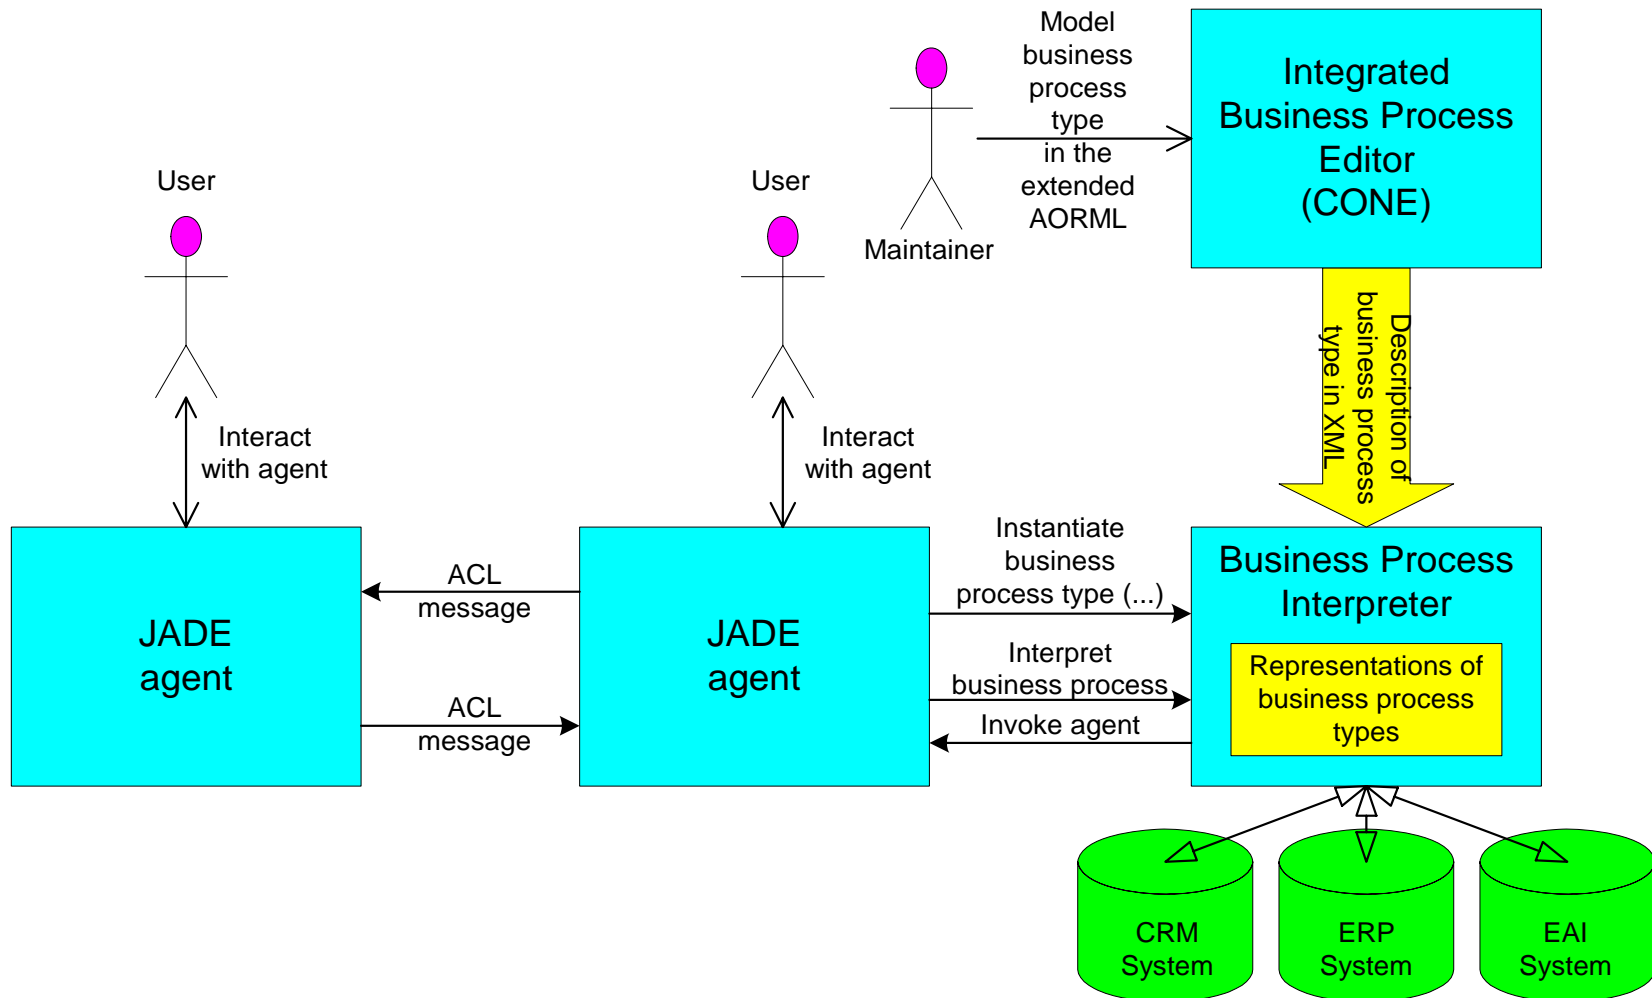 Model
business
process
type
in the
extended
AORML
Integrated
Business Process
Editor
(CONE)
User
User
Maintainer
Description of
business process
type in XML
Interact
with agent
Interact
with agent
JADE
agent
ACL
message
ACL
message
JADE
agent
Instantiate
business
process type (...)
Interpret
business process
Invoke agent
Business Process
Interpreter
Representations of
business process
types
CRM
System
ERP
System
EAI
System